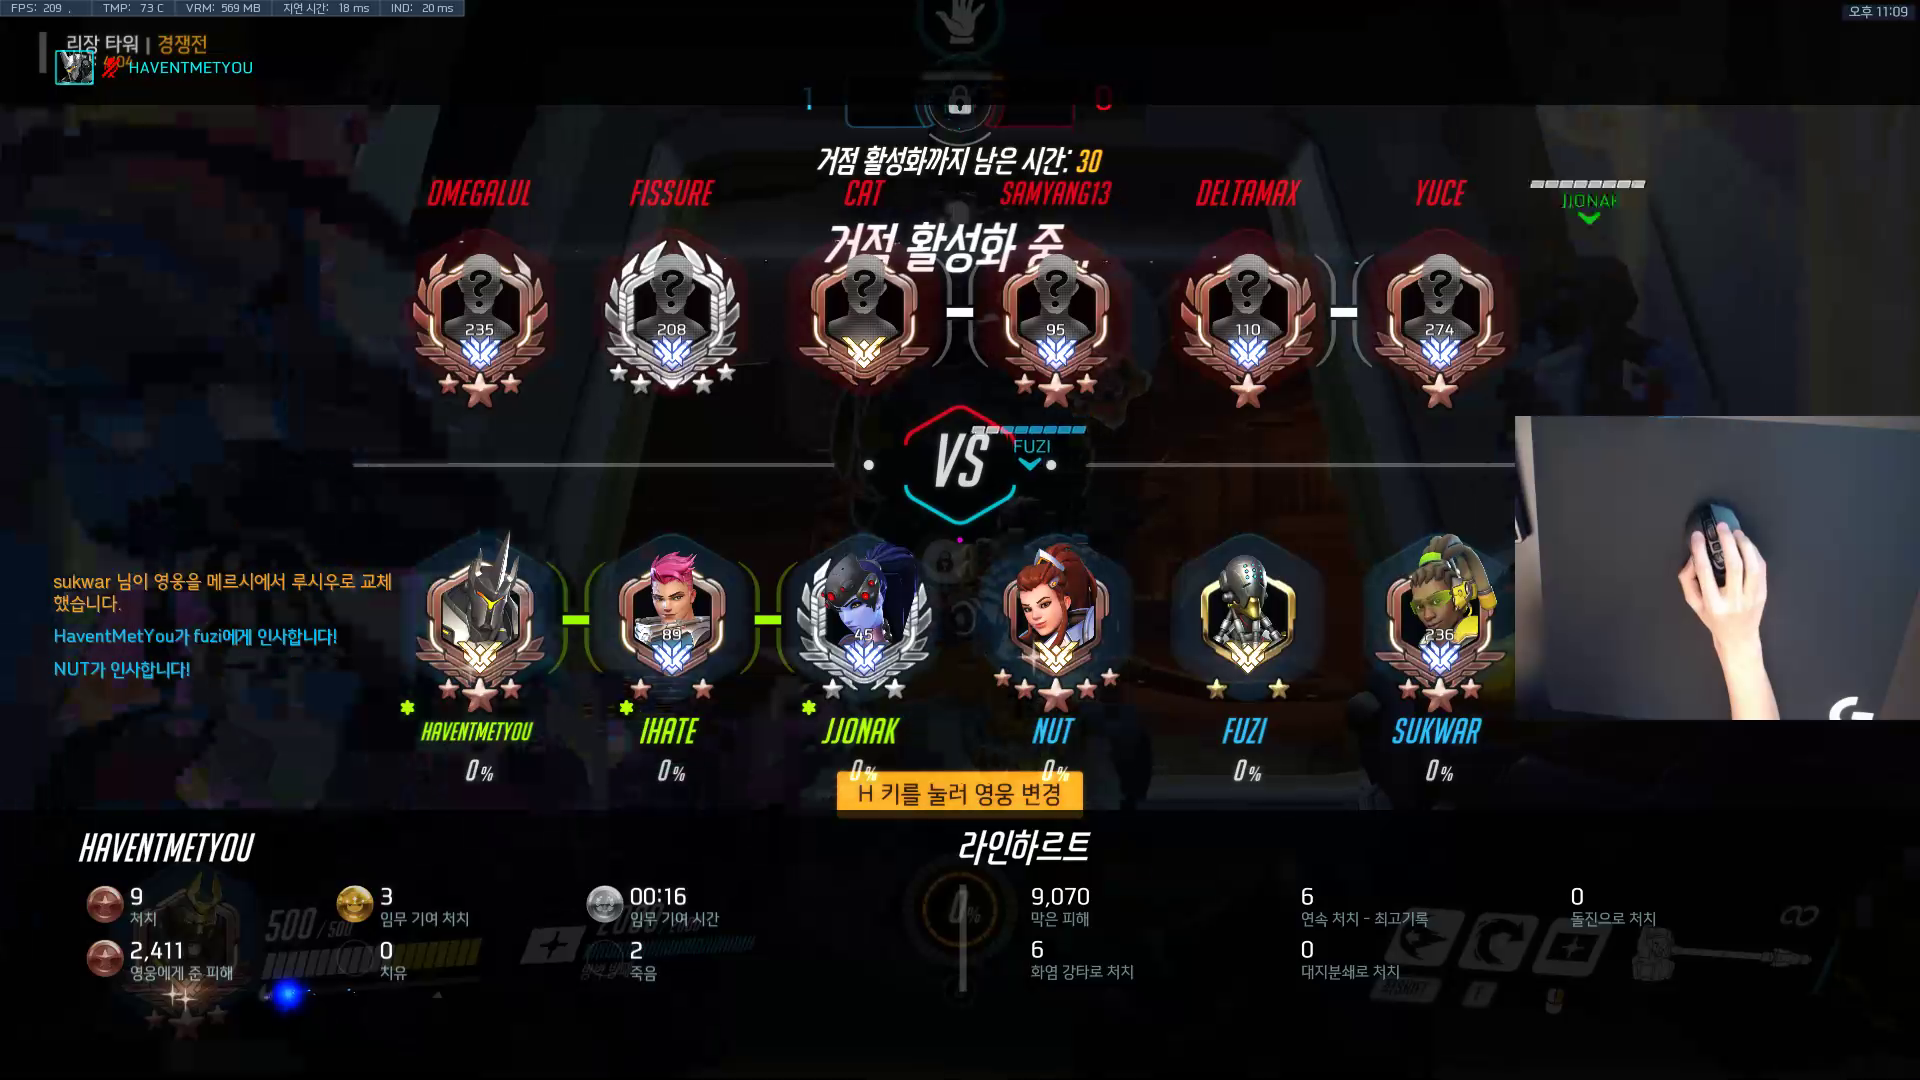 FPS: 209 TMP: 73 C VRM: 569 MB 지연 시간: 18 ms IND: 20 ms
오후 11:09
리장 타워 | 경쟁전
HAVENTMETYOU
1 0
거점 활성화까지 남은 시간: 30
OMEGALUL FISSURE CAT SAMYANG13 DELTAMAX YUCE
JJONAK
거점 활성화 중...
235 208 95 110 274
VS
FUZI
sukwar 님이 영웅을 메르시에서 루시우로 교체
했습니다.
HaventMetYou가 fuzi에게 인사합니다!
NUT가 인사합니다!
89 45 236
HAVENTMETYOU IHATE JJONAK NUT FUZI SUKWAR
0% 0% 0% 0% 0% 0%
H 키를 눌러 영웅 변경
HAVENTMETYOU
라인하르트
9 3 00:16 9,070 6 0
처치 임무 기여 처치 임무 기여 시간 막은 피해 연속 처치 - 최고기록 돌진으로 처치
500/500
0%
2,411 0 2 6 0
영웅에게 준 피해 치유 죽음 화염 강타로 처치 대지분쇄로 처치